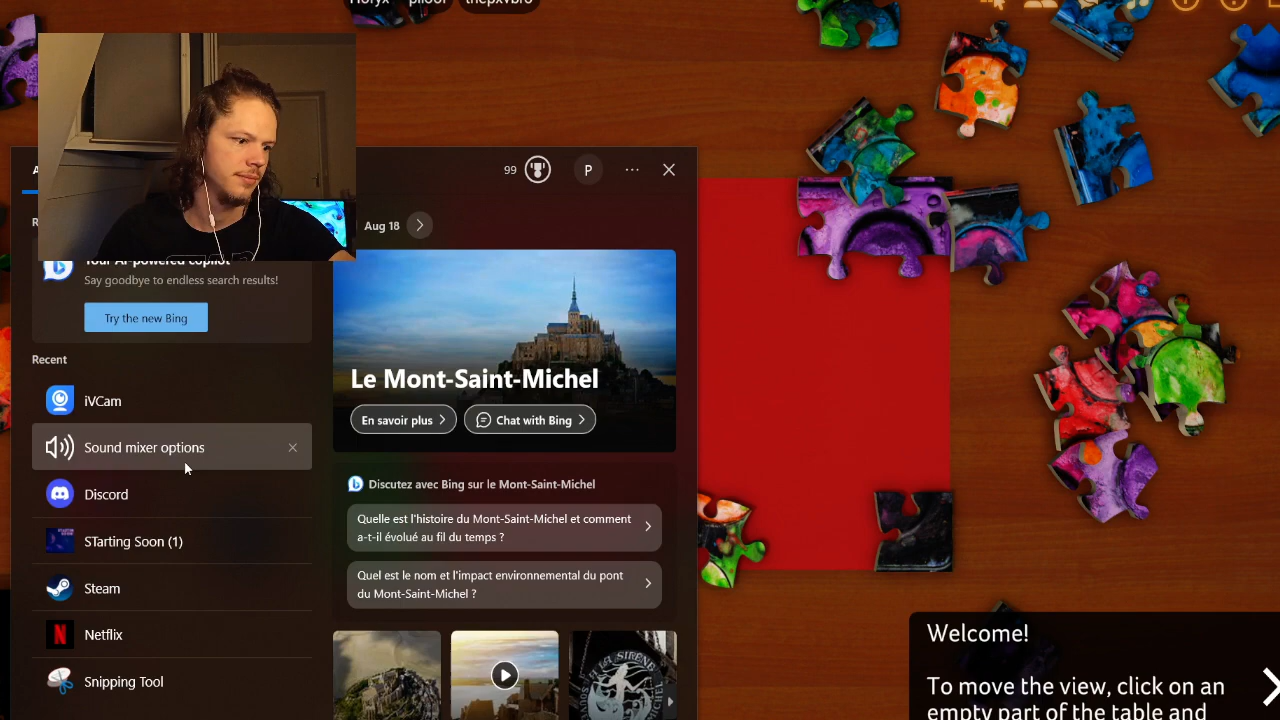 thepxvbro
99
P
Aug 18
Your AI-powered copilot
Say goodbye to endless search results!
Try the new Bing
Recent
iVCam
Sound mixer options
Discord
STarting Soon (1)
Steam
Netflix
Snipping Tool
Le Mont-Saint-Michel
En savoir plus
Chat with Bing
Discutez avec Bing sur le Mont-Saint-Michel
Quelle est l'histoire du Mont-Saint-Michel et comment
a-t-il évolué au fil du temps ?
Quel est le nom et l'impact environnemental du pont
du Mont-Saint-Michel ?
LA SIRENE
Welcome!
To move the view, click on an
empty part of the table and